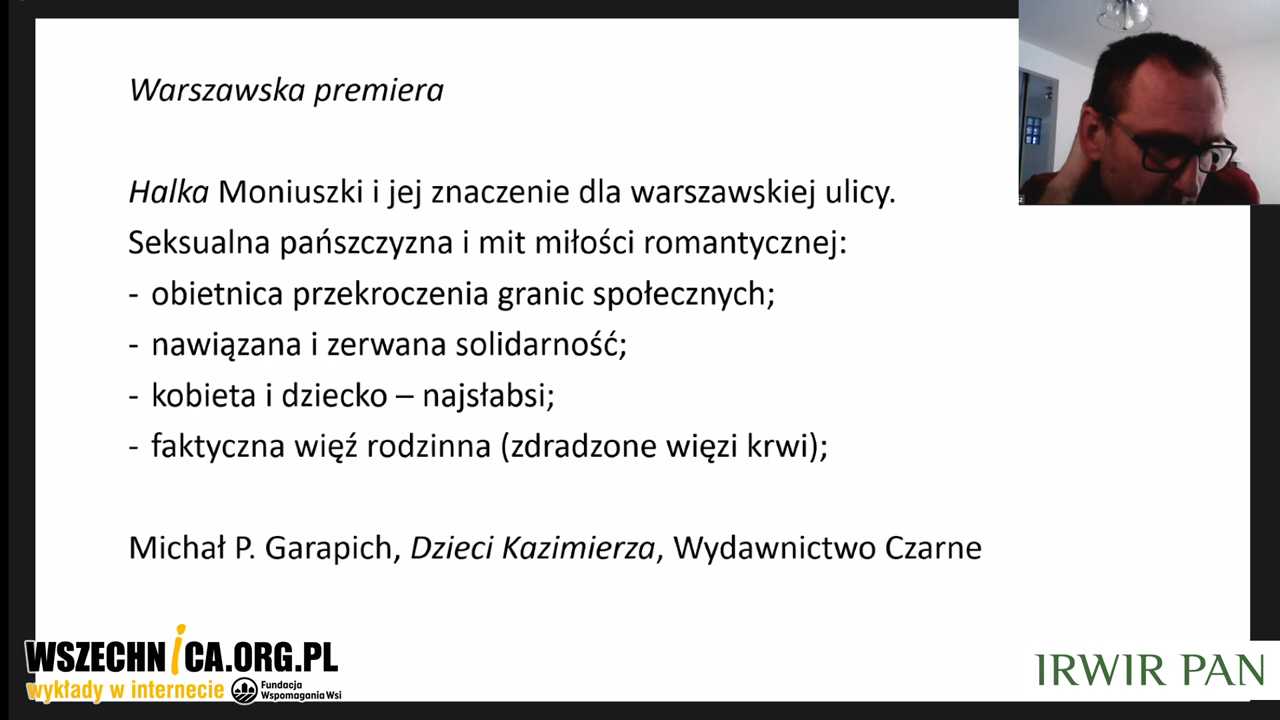 Warszawska premiera
Halka Moniuszki i jej znaczenie dla warszawskiej ulicy.
Seksualna pańszczyzna i mit miłości romantycznej:
- obietnica przekroczenia granic społecznych;
- nawiązana i zerwana solidarność;
- kobieta i dziecko – najsłabsi;
- faktyczna więź rodzinna (zdradzone więzi krwi);
Michał P. Garapich, Dzieci Kazimierza, Wydawnictwo Czarne
WSZECHNiCA.ORG.PL
wykłady w internecie
Fundacja
Wspomagania Wsi
IRWIR PAN